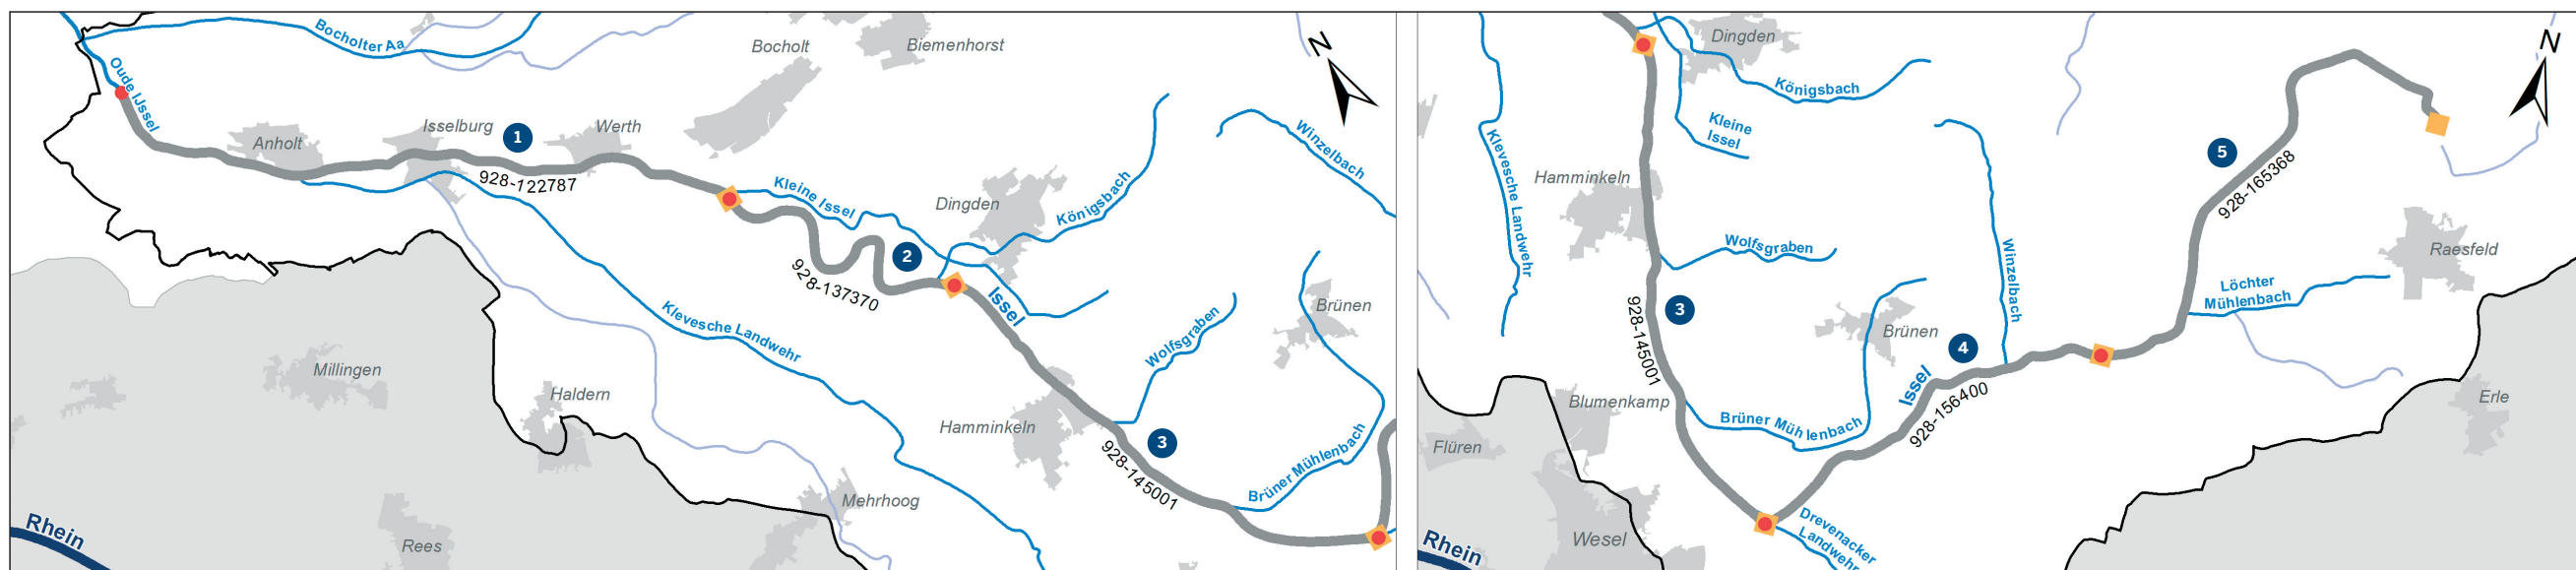 Bocholter Aa
Bocholt
Biemenhorst
N
Oude IJssel
Anholt
Isselburg
1
Werth
928-122787
Kleine Issel
Dingden
Königsbach
Winzelbach
2
928-137370
Issel
Wolfsgraben
Brünen
Klevesche Landwehr
Millingen
Haldern
Hamminkeln
3
928-145001
Brüner Mühlenbach
Mehrhoog
Rees
Rhein
Dingden
N
Königsbach
Kleine
Issel
Klevesche Landwehr
Hamminkeln
5
928-165368
Wolfsgraben
Winzelbach
Raesfeld
Löchter
Mühlenbach
3
928-145001
Brünen
4
Issel
928-156400
Blumenkamp
Brüner Mühlenbach
Erle
Flüren
Wesel
Drevenacker
Landwehr
Rhein